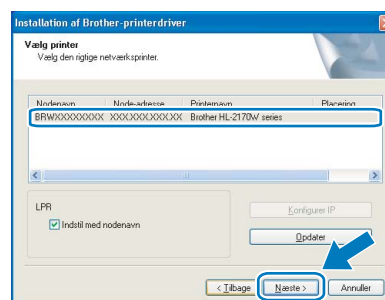 Installation af Brother-printerdriver
Vælg printer
Vælg den rigtige netværksprinter.
Nodenavn Node-adresse Printernavn Placering
BRWXXXXXXXX XXX.XXX.XXX.XX Brother HL-2170W series
LPR
Indstil med nodenavn
Konfigurer IP
Opdater
< Tilbage Næste > Annuller